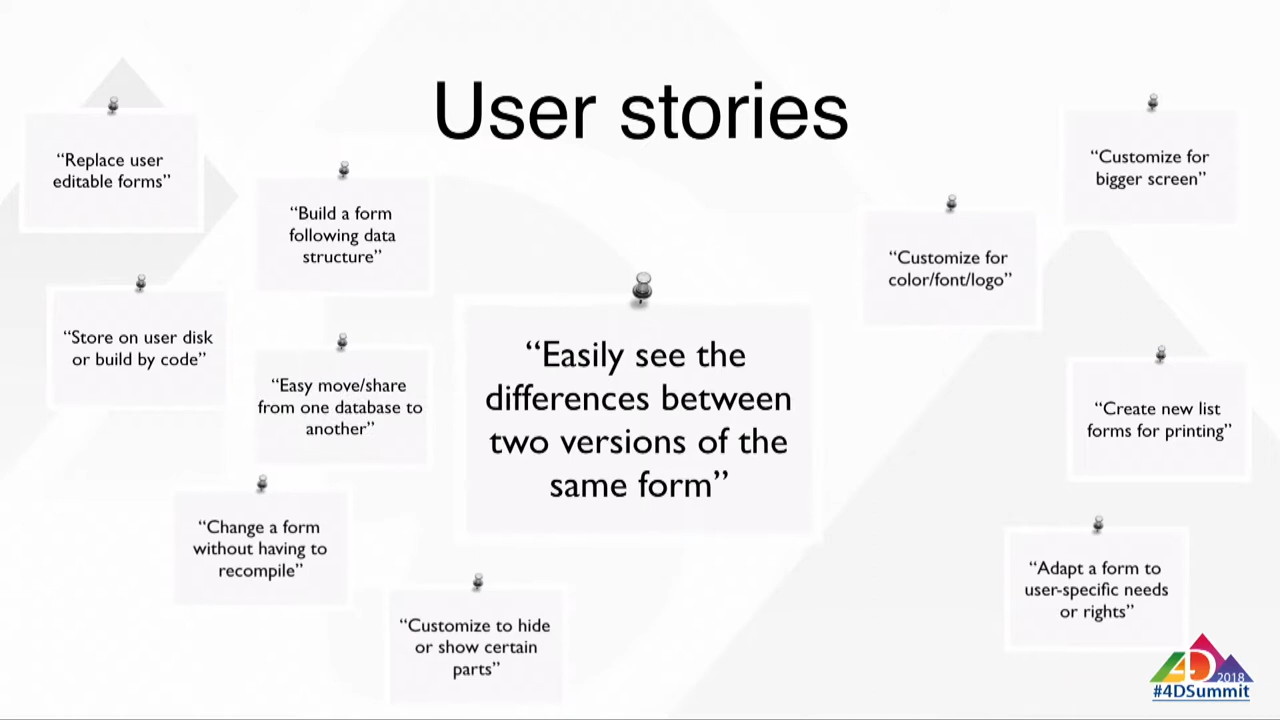 User stories
“Replace user
editable forms”
“Build a form
following data
structure”
“Store on user disk
or build by code”
“Easy move/share
from one database to
another”
“Change a form
without having to
recompile”
“Customize to hide
or show certain
parts”
“Easily see the
differences between
two versions of the
same form”
“Customize for
color/font/logo”
“Customize for
bigger screen”
“Create new list
forms for printing”
“Adapt a form to
user-specific needs
or rights”
4D 2018
#4DSummit